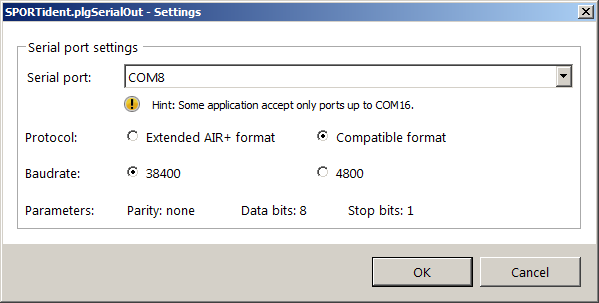 SPORTident.plgSerialOut - Settings
Serial port settings
Serial port: COM8
Hint: Some application accept only ports up to COM16.
Protocol: Extended AIR+ format Compatible format
Baudrate: 38400 4800
Parameters: Parity: none Data bits: 8 Stop bits: 1
OK Cancel